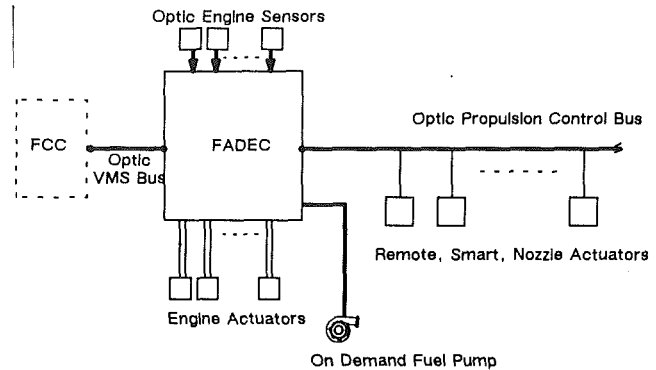 Optic Engine Sensors
FCC
Optic
VMS Bus
FADEC
Optic Propulsion Control Bus
Remote, Smart, Nozzle Actuators
Engine Actuators
On Demand Fuel Pump